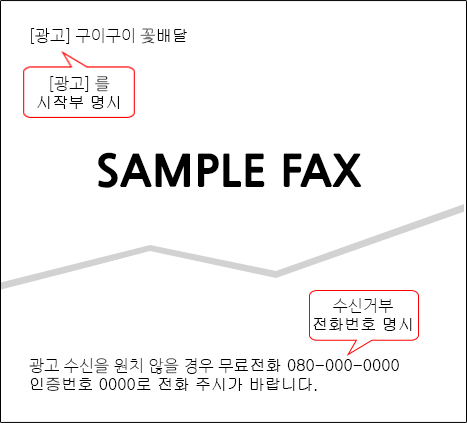 [광고] 구이구이 꽃배달
[광고] 를
시작부 명시
SAMPLE FAX
수신거부
전화번호 명시
광고 수신을 원치 않을 경우 무료전화 080-000-0000
인증번호 0000로 전화 주시가 바랍니다.